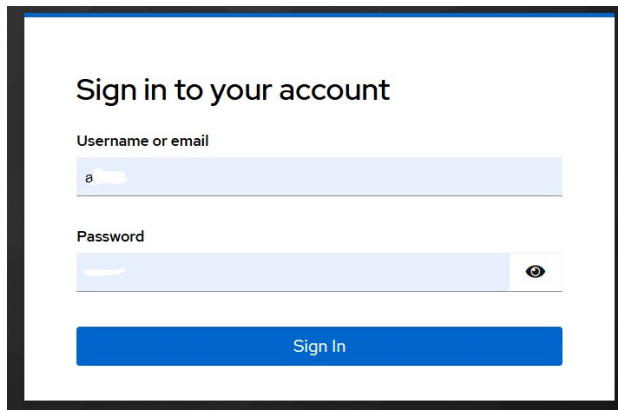 Sign in to your account
Username or email
a
Password
Sign In